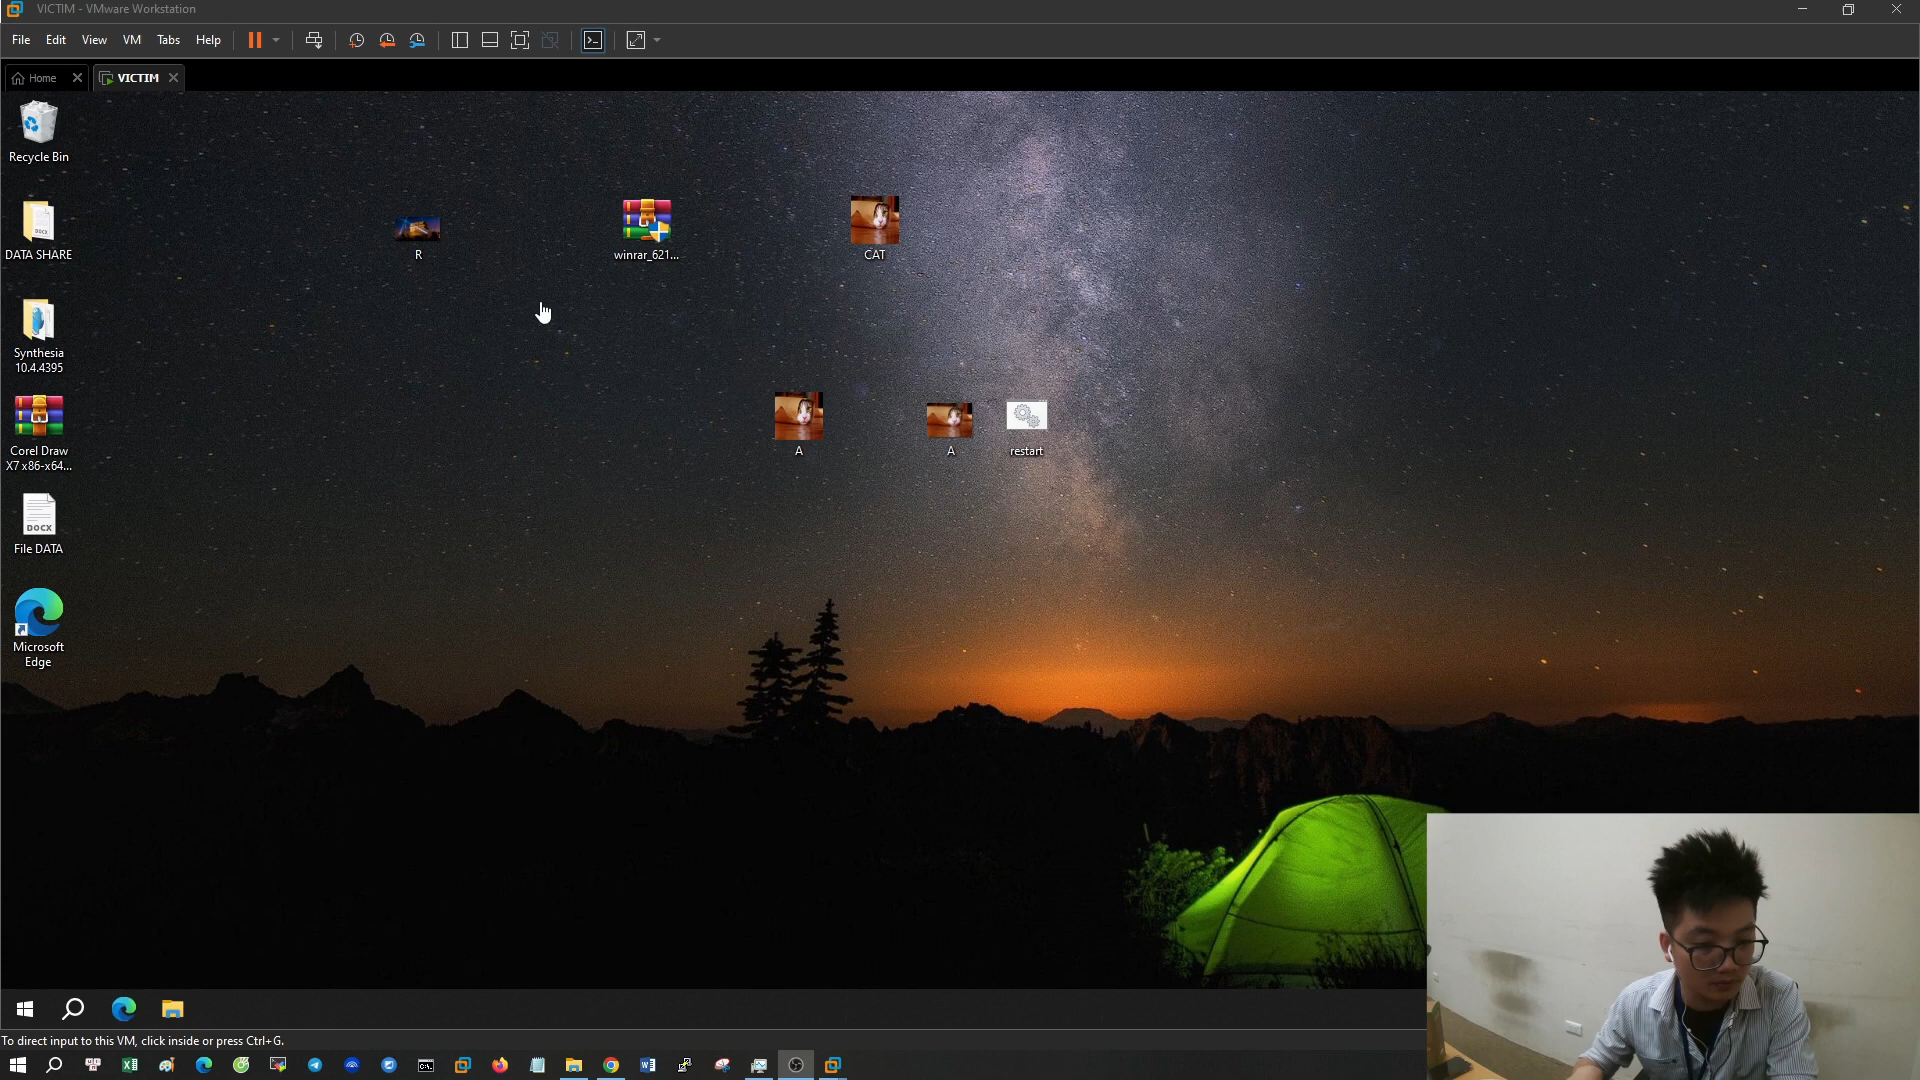 VICTIM - VMware Workstation
File Edit View VM Tabs Help
Home
VICTIM
Recycle Bin
DATA SHARE
R
winrar_621...
CAT
Synthesia
10.4.4395
A
A
restart
Corel Draw
X7 x86-x64...
DOCX
File DATA
Microsoft
Edge
To direct input to this VM, click inside or press Ctrl+G.